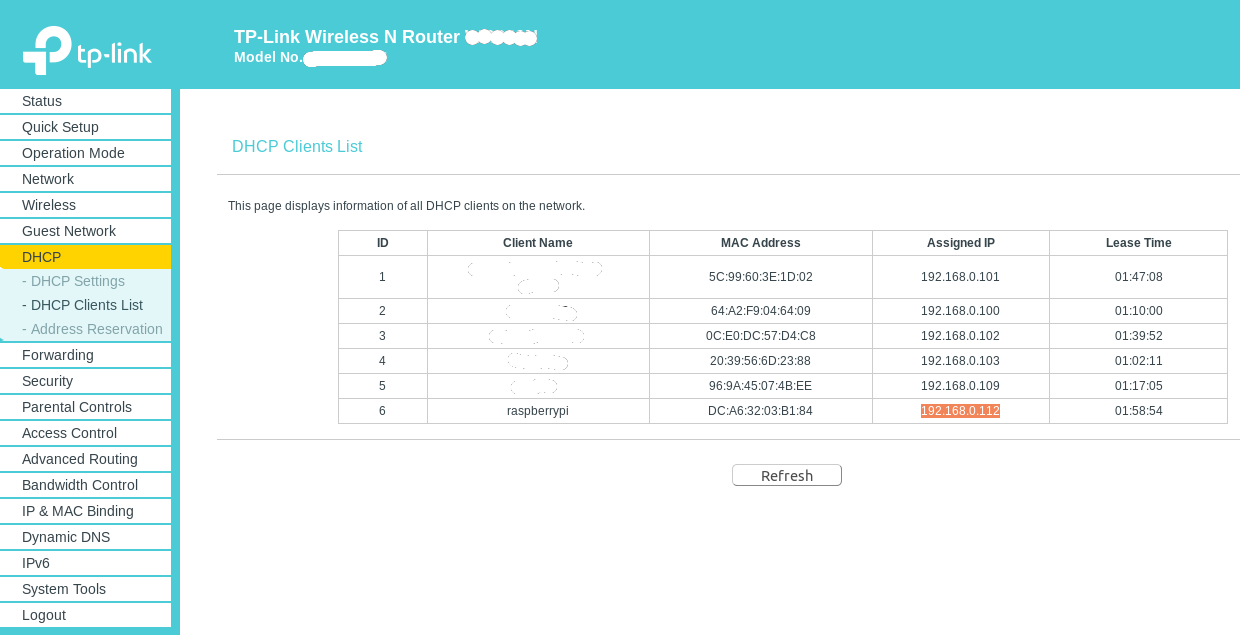 tp-link
TP-Link Wireless N Router
Model No.
Status
Quick Setup
Operation Mode
Network
Wireless
Guest Network
DHCP
- DHCP Settings
- DHCP Clients List
- Address Reservation
Forwarding
Security
Parental Controls
Access Control
Advanced Routing
Bandwidth Control
IP & MAC Binding
Dynamic DNS
IPv6
System Tools
Logout
DHCP Clients List
This page displays information of all DHCP clients on the network.
ID Client Name MAC Address Assigned IP Lease Time
1 5C:99:60:3E:1D:02 192.168.0.101 01:47:08
2 64:A2:F9:04:64:09 192.168.0.100 01:10:00
3 0C:E0:DC:57:D4:C8 192.168.0.102 01:39:52
4 20:39:56:6D:23:88 192.168.0.103 01:02:11
5 96:9A:45:07:4B:EE 192.168.0.109 01:17:05
6 raspberrypi DC:A6:32:03:B1:84 192.168.0.112 01:58:54
Refresh